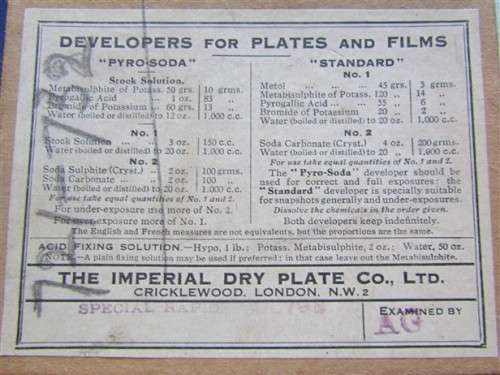 DEVELOPERS FOR PLATES AND FILMS
"PYRO-SODA"
Stock Solution.
Metabisulphite of Potass. 50 grs. 10 grms.
Pyrogallic Acid ... 1 oz. 83 „
Bromide of Potassium ... 60 grs. 13 „
Water (boiled or distilled) to 12 oz. 1,000 c.c.
No. 1
Stock Solution ... 3 oz. 150 c.c.
Water (boiled or distilled) to 20 oz. 1,000 c.c.
No. 2
Soda Sulphite (Cryst.) 2 oz. 100 grms.
Soda Carbonate ... 2 oz. 100 „
Water (boiled or distilled) to 20 oz. 1,000 c.c.
For use take equal quantities of No. 1 and 2.
For under-exposure use more of No. 2.
For over-exposure more of No. 1.
"STANDARD"
No. 1
Metol ... 45 grs. 5 grms.
Metabisulphite of Potass. 120 „ 14 „
Pyrogallic Acid ... 55 „ 6 „
Bromide of Potassium ... 20 „ 2 „
Water (boiled or distilled) to 20 oz. 1,000 c.c.
No. 2
Soda Carbonate (Cryst.) 4 oz. 200 grms.
Water (boiled or distilled) to 20 „ 1,000 c.c.
For use take equal quantities of No. 1 and 2.
The "Pyro-Soda" developer should be
used for correct and full exposures; the
"Standard" developer is specially suitable
for snapshots generally and under-exposures.
Dissolve the chemicals in the order given.
Both developers keep indefinitely.
The English and French measures are not equivalents, but the proportions are the same.
ACID FIXING SOLUTION.—Hypo, 1 lb.; Potass. Metabisulphite, 2 oz.; Water, 50 oz.
NOTE.—A plain fixing solution may be used if preferred; in that case leave out the Metabisulphite.
THE IMPERIAL DRY PLATE CO., LTD.
CRICKLEWOOD, LONDON, N.W.2
SPECIAL RAPID
EXAMINED BY
AG